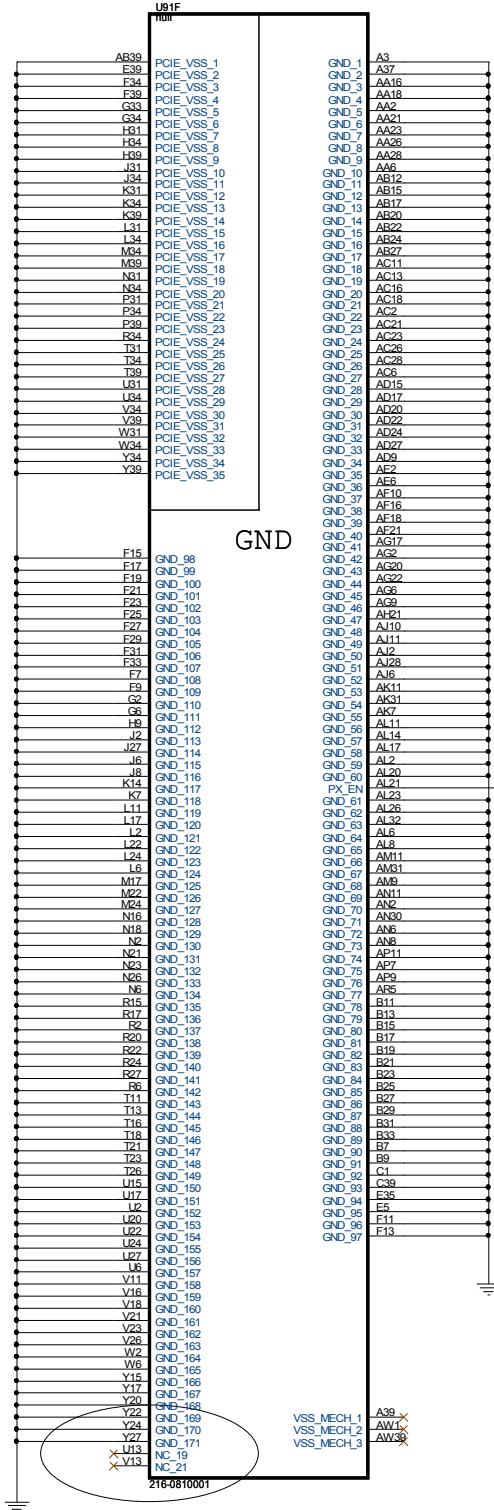 U91F
null
AB39 PCIE_VSS_1
E39 PCIE_VSS_2
F34 PCIE_VSS_3
F39 PCIE_VSS_4
G33 PCIE_VSS_5
G34 PCIE_VSS_6
H31 PCIE_VSS_7
H34 PCIE_VSS_8
H39 PCIE_VSS_9
J31 PCIE_VSS_10
J34 PCIE_VSS_11
K31 PCIE_VSS_12
K34 PCIE_VSS_13
K39 PCIE_VSS_14
L31 PCIE_VSS_15
L34 PCIE_VSS_16
M34 PCIE_VSS_17
M39 PCIE_VSS_18
N31 PCIE_VSS_19
N34 PCIE_VSS_20
P31 PCIE_VSS_21
P34 PCIE_VSS_22
P39 PCIE_VSS_23
R34 PCIE_VSS_24
T31 PCIE_VSS_25
T34 PCIE_VSS_26
T39 PCIE_VSS_27
U31 PCIE_VSS_28
U34 PCIE_VSS_29
V34 PCIE_VSS_30
V39 PCIE_VSS_31
W31 PCIE_VSS_32
W34 PCIE_VSS_33
Y34 PCIE_VSS_34
Y39 PCIE_VSS_35
GND
F15 GND_98
F17 GND_99
F19 GND_100
F21 GND_101
F23 GND_102
F25 GND_103
F27 GND_104
F29 GND_105
F31 GND_106
F33 GND_107
F7 GND_108
F9 GND_109
G2 GND_110
G6 GND_111
H9 GND_112
J2 GND_113
J27 GND_114
J6 GND_115
J8 GND_116
K14 GND_117
K7 GND_118
L11 GND_119
L17 GND_120
L2 GND_121
L22 GND_122
L24 GND_123
L6 GND_124
M17 GND_125
M22 GND_126
M24 GND_127
N16 GND_128
N18 GND_129
N2 GND_130
N21 GND_131
N23 GND_132
N26 GND_133
N6 GND_134
R15 GND_135
R17 GND_136
R2 GND_137
R20 GND_138
R22 GND_139
R24 GND_140
R27 GND_141
R6 GND_142
T11 GND_143
T13 GND_144
T16 GND_145
T18 GND_146
T21 GND_147
T23 GND_148
T26 GND_149
U15 GND_150
U17 GND_151
U2 GND_152
U20 GND_153
U22 GND_154
U24 GND_155
U27 GND_156
U6 GND_157
V11 GND_158
V16 GND_159
V18 GND_160
V21 GND_161
V23 GND_162
V26 GND_163
W2 GND_164
W6 GND_165
Y15 GND_166
Y17 GND_167
Y20 GND_168
Y22 GND_169
Y24 GND_170
Y27 GND_171
U13 NC_19
V13 NC_21
GND_1 A3
GND_2 A37
GND_3 AA16
GND_4 AA18
GND_5 AA2
GND_6 AA21
GND_7 AA23
GND_8 AA26
GND_9 AA28
GND_10 AA6
GND_11 AB12
GND_12 AB15
GND_13 AB17
GND_14 AB20
GND_15 AB22
GND_16 AB24
GND_17 AB27
GND_18 AC11
GND_19 AC13
GND_20 AC16
GND_21 AC18
GND_22 AC2
GND_23 AC21
GND_24 AC23
GND_25 AC26
GND_26 AC28
GND_27 AC6
GND_28 AD15
GND_29 AD17
GND_30 AD20
GND_31 AD22
GND_32 AD24
GND_33 AD27
GND_34 AD9
GND_35 AE2
GND_36 AE6
GND_37 AF10
GND_38 AF16
GND_39 AF18
GND_40 AF21
GND_41 AG17
GND_42 AG2
GND_43 AG20
GND_44 AG22
GND_45 AG6
GND_46 AG9
GND_47 AH21
GND_48 AJ10
GND_49 AJ11
GND_50 AJ2
GND_51 AJ28
GND_52 AJ6
GND_53 AK11
GND_54 AK31
GND_55 AK7
GND_56 AL11
GND_57 AL14
GND_58 AL17
GND_59 AL2
GND_60 AL20
PX_EN AL21
GND_61 AL23
GND_62 AL26
GND_63 AL32
GND_64 AL6
GND_65 AL8
GND_66 AM11
GND_67 AM31
GND_68 AM9
GND_69 AN11
GND_70 AN2
GND_71 AN30
GND_72 AN6
GND_73 AN8
GND_74 AP11
GND_75 AP7
GND_76 AP9
GND_77 AR5
GND_78 B11
GND_79 B13
GND_80 B15
GND_81 B17
GND_82 B19
GND_83 B21
GND_84 B23
GND_85 B25
GND_86 B27
GND_87 B29
GND_88 B31
GND_89 B33
GND_90 B7
GND_91 B9
GND_92 C1
GND_93 C39
GND_94 E35
GND_95 E5
GND_96 F11
GND_97 F13
VSS_MECH_1 A39
VSS_MECH_2 AW1
VSS_MECH_3 AW39
216-0810001